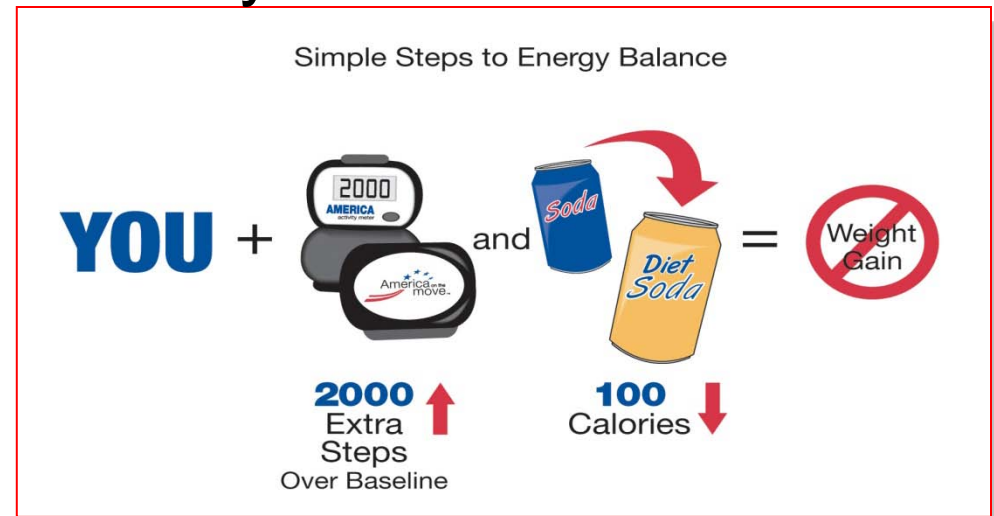 y
Simple Steps to Energy Balance
YOU + 2000 and Soda = Weight
AMERICA
activity meter
Gain
America on the
move™
Diet
Soda
2000
Extra
Steps
Over Baseline
100
Calories